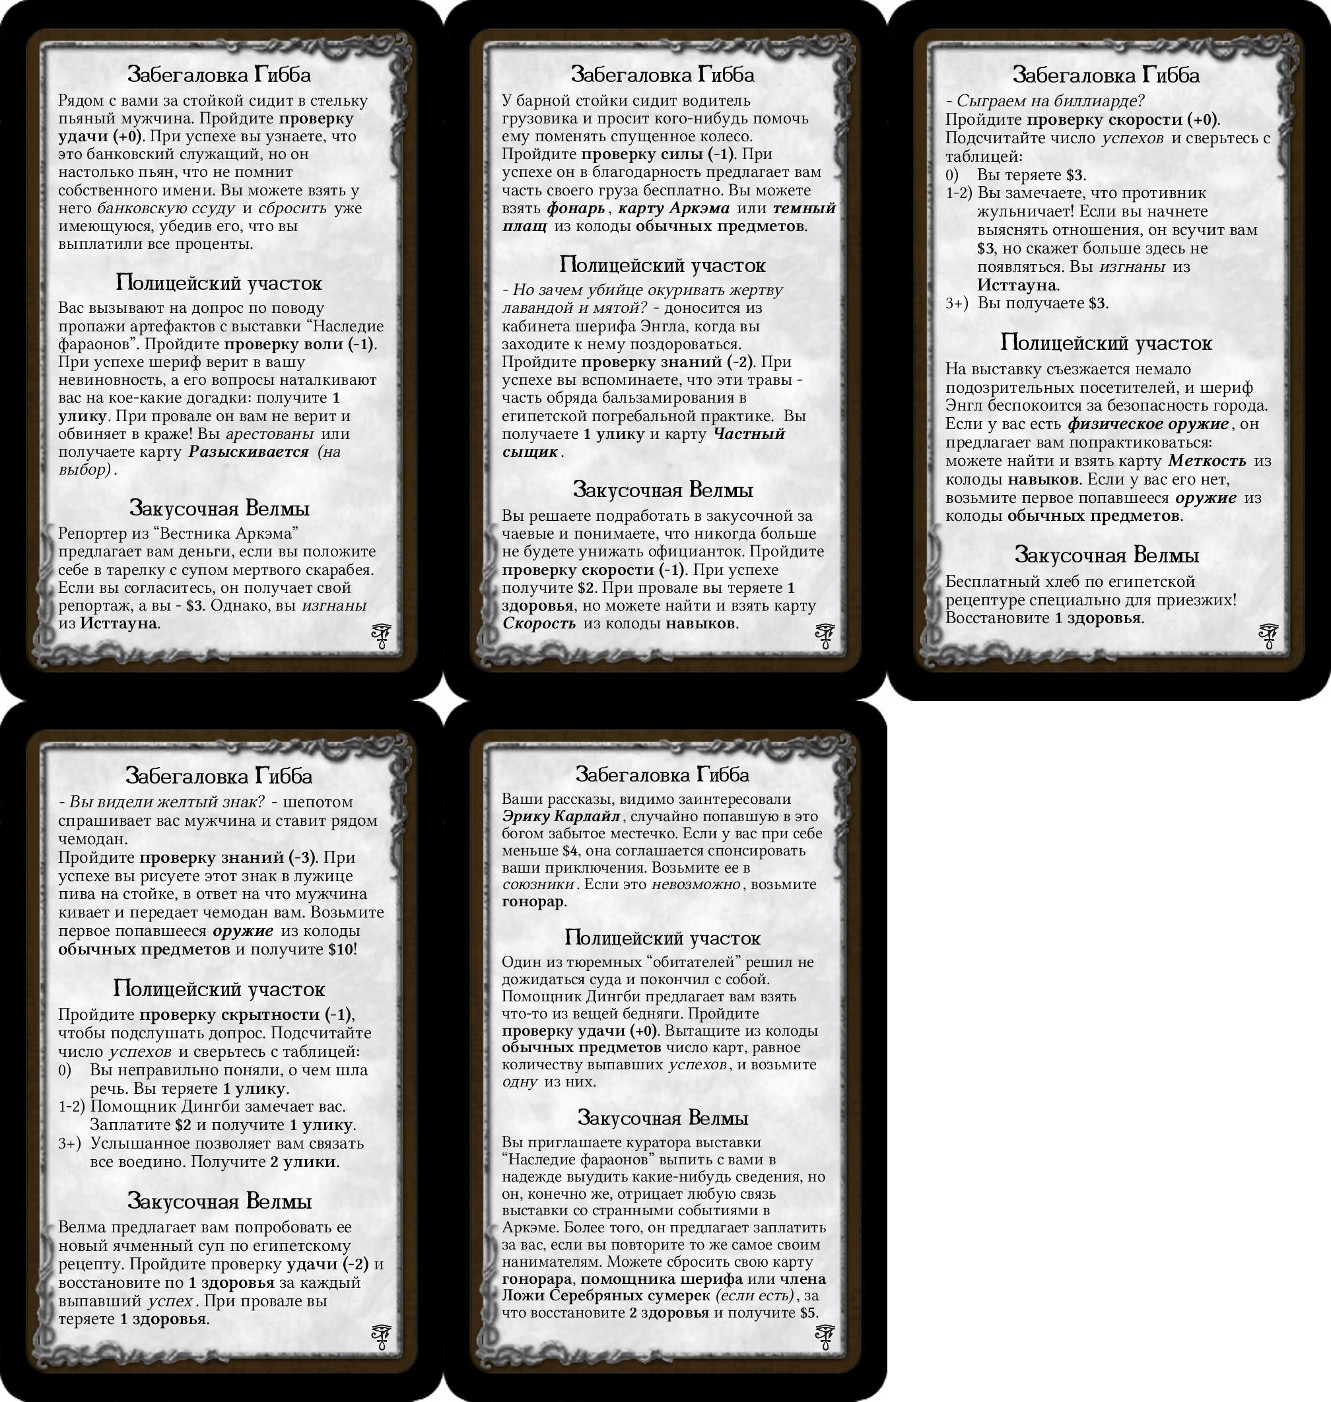 Забегаловка Гибба
Рядом с вами за стойкой сидит в стельку
пьяный мужчина. Пройдите проверку
удачи (+0). При успехе вы узнаете, что
это банковский служащий, но он
настолько пьян, что не помнит
собственного имени. Вы можете взять у
него банковскую ссуду и сбросить уже
имеющуюся, убедив его, что вы
выплатили все проценты.
Полицейский участок
Вас вызывают на допрос по поводу
пропажи артефактов с выставки “Наследие
фараонов”. Пройдите проверку воли (-1).
При успехе шериф верит в вашу
невиновность, а его вопросы наталкивают
вас на кое-какие догадки: получите 1
улику. При провале он вам не верит и
обвиняет в краже! Вы арестованы или
получаете карту Разыскивается (на
выбор).
Закусочная Велмы
Репортер из “Вестника Аркэма”
предлагает вам деньги, если вы положите
себе в тарелку с супом мертвого скарабея.
Если вы согласитесь, он получает свой
репортаж, а вы - $3. Однако, вы изгнаны
из Исттауна.
Забегаловка Гибба
У барной стойки сидит водитель
грузовика и просит кого-нибудь помочь
ему поменять спущенное колесо.
Пройдите проверку силы (-1). При
успехе он в благодарность предлагает вам
часть своего груза бесплатно. Вы можете
взять фонарь, карту Аркэма или темный
плащ из колоды обычных предметов.
Полицейский участок
- Но зачем убийце окуривать жертву
лавандой и мятой? - доносится из
кабинета шерифа Энгла, когда вы
заходите к нему поздороваться.
Пройдите проверку знаний (-2). При
успехе вы вспоминаете, что эти травы -
часть обряда бальзамирования в
египетской погребальной практике. Вы
получаете 1 улику и карту Частный
сыщик.
Закусочная Велмы
Вы решаете подработать в закусочной за
чаевые и понимаете, что никогда больше
не будете унижать официанток. Пройдите
проверку скорости (-1). При успехе
получите $2. При провале вы теряете 1
здоровья, но можете найти и взять карту
Скорость из колоды навыков.
Забегаловка Гибба
- Сыграем на биллиарде?
Пройдите проверку скорости (+0).
Подсчитайте число успехов и сверьтесь с
таблицей:
0) Вы теряете $3.
1-2) Вы замечаете, что противник
жульничает! Если вы начнете
выяснять отношения, он всучит вам
$3, но скажет больше здесь не
появляться. Вы изгнаны из
Исттауна.
3+) Вы получаете $3.
Полицейский участок
На выставку съезжается немало
подозрительных посетителей, и шериф
Энгл беспокоится за безопасность города.
Если у вас есть физическое оружие, он
предлагает вам попрактиковаться:
можете найти и взять карту Меткость из
колоды навыков. Если у вас его нет,
возьмите первое попавшееся оружие из
колоды обычных предметов.
Закусочная Велмы
Бесплатный хлеб по египетской
рецептуре специально для приезжих!
Восстановите 1 здоровья.
Забегаловка Гибба
- Вы видели желтый знак? - шепотом
спрашивает вас мужчина и ставит рядом
чемодан.
Пройдите проверку знаний (-3). При
успехе вы рисуете этот знак в лужице
пива на стойке, в ответ на что мужчина
кивает и передает чемодан вам. Возьмите
первое попавшееся оружие из колоды
обычных предметов и получите $10!
Полицейский участок
Пройдите проверку скрытности (-1),
чтобы подслушать допрос. Подсчитайте
число успехов и сверьтесь с таблицей:
0) Вы неправильно поняли, о чем шла
речь. Вы теряете 1 улику.
1-2) Помощник Дингби замечает вас.
Заплатите $2 и получите 1 улику.
3+) Услышанное позволяет вам связать
все воедино. Получите 2 улики.
Закусочная Велмы
Велма предлагает вам попробовать ее
новый ячменный суп по египетскому
рецепту. Пройдите проверку удачи (-2) и
восстановите по 1 здоровья за каждый
выпавший успех. При провале вы
теряете 1 здоровья.
Забегаловка Гибба
Ваши рассказы, видимо заинтересовали
Эрику Карлайл, случайно попавшую в это
богом забытое местечко. Если у вас при себе
меньше $4, она соглашается спонсировать
ваши приключения. Возьмите ее в
союзники. Если это невозможно, возьмите
гонорар.
Полицейский участок
Один из тюремных “обитателей” решил не
дожидаться суда и покончил с собой.
Помощник Дингби предлагает вам взять
что-то из вещей бедняги. Пройдите
проверку удачи (+0). Вытащите из колоды
обычных предметов число карт, равное
количеству выпавших успехов, и возьмите
одну из них.
Закусочная Велмы
Вы приглашаете куратора выставки
“Наследие фараонов” выпить с вами в
надежде выудить какие-нибудь сведения, но
он, конечно же, отрицает любую связь
выставки со странными событиями в
Аркэме. Более того, он предлагает заплатить
за вас, если вы повторите то же самое своим
нанимателям. Можете сбросить свою карту
гонорара, помощника шерифа или члена
Ложи Серебряных сумерек (если есть), за
что восстановите 2 здоровья и получите $5.